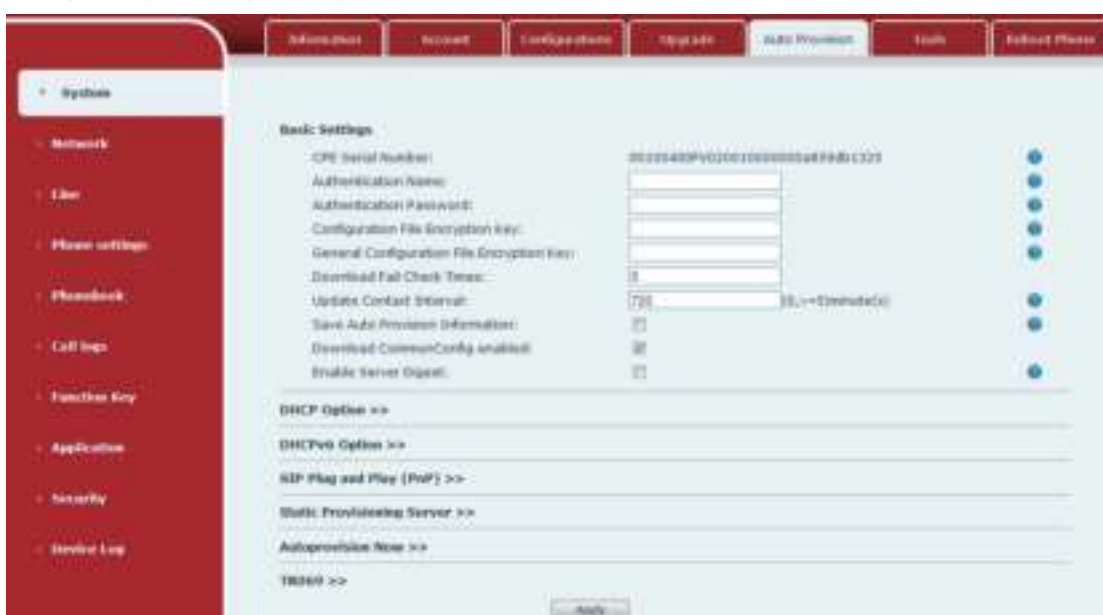 Information Account Configurations Upgrade Auto Provision Tools Reboot Phone
System
Network
Line
Phone settings
Phonebook
Call logs
Function Key
Application
Security
Device Log
Basic Settings
CPE Serial Number:
Authentication Name:
Authentication Password:
Configuration File Encryption Key:
General Configuration File Encryption Key:
Download Fail Check Times:
Update Contact Interval: 720 (0,>=5)minute(s)
Save Auto Provision Information:
Download CommonConfig enabled:
Enable Server Digest:
DHCP Option >>
DHCPv6 Option >>
SIP Plug and Play (PnP) >>
Static Provisioning Server >>
Autoprovision Now >>
TR069 >>
Apply